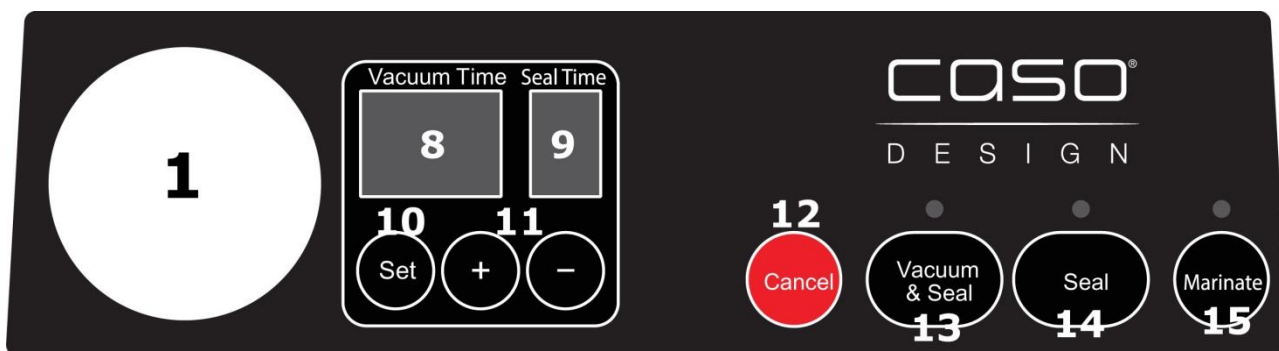 1
Vacuum Time Seal Time
8 9
10 11
Set + −
caso®
DESIGN
12
Cancel
Vacuum
& Seal
13
Seal
14
Marinate
15